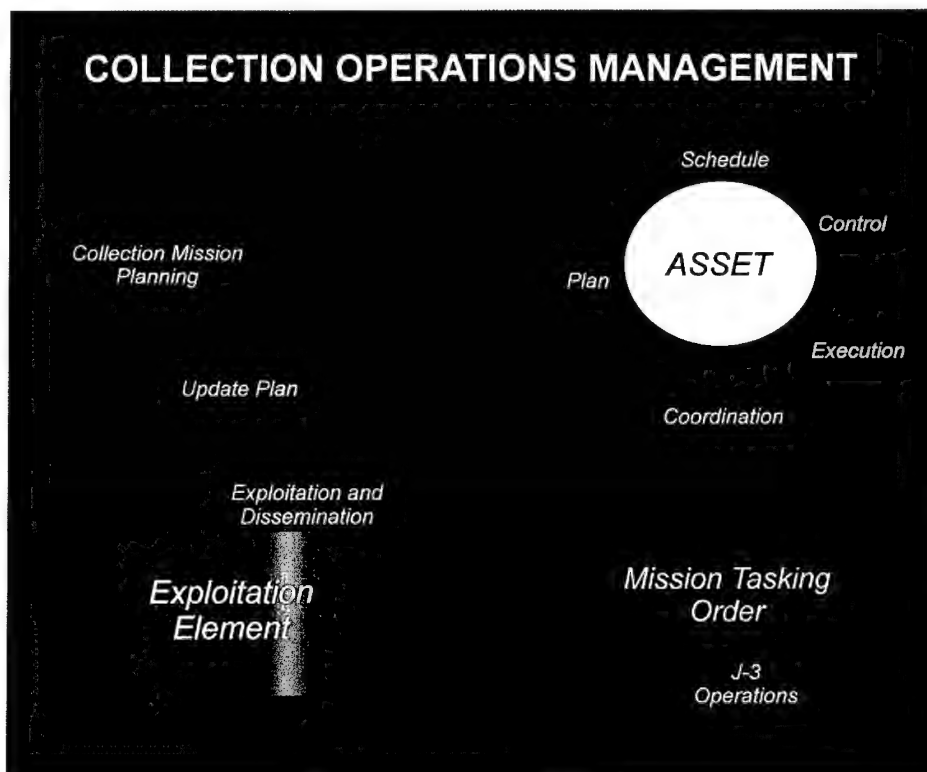 COLLECTION OPERATIONS MANAGEMENT
Schedule
Control
Collection Mission
Planning
ASSET
Plan
Execution
Update Plan
Coordination
Exploitation and
Dissemination
Exploitation
Element
Mission Tasking
Order
J-3
Operations